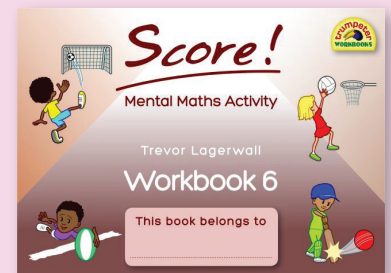 Score!
trumpeter
WORKBOOKS
Mental Maths Activity
Trevor Lagerwall
Workbook 6
This book belongs to